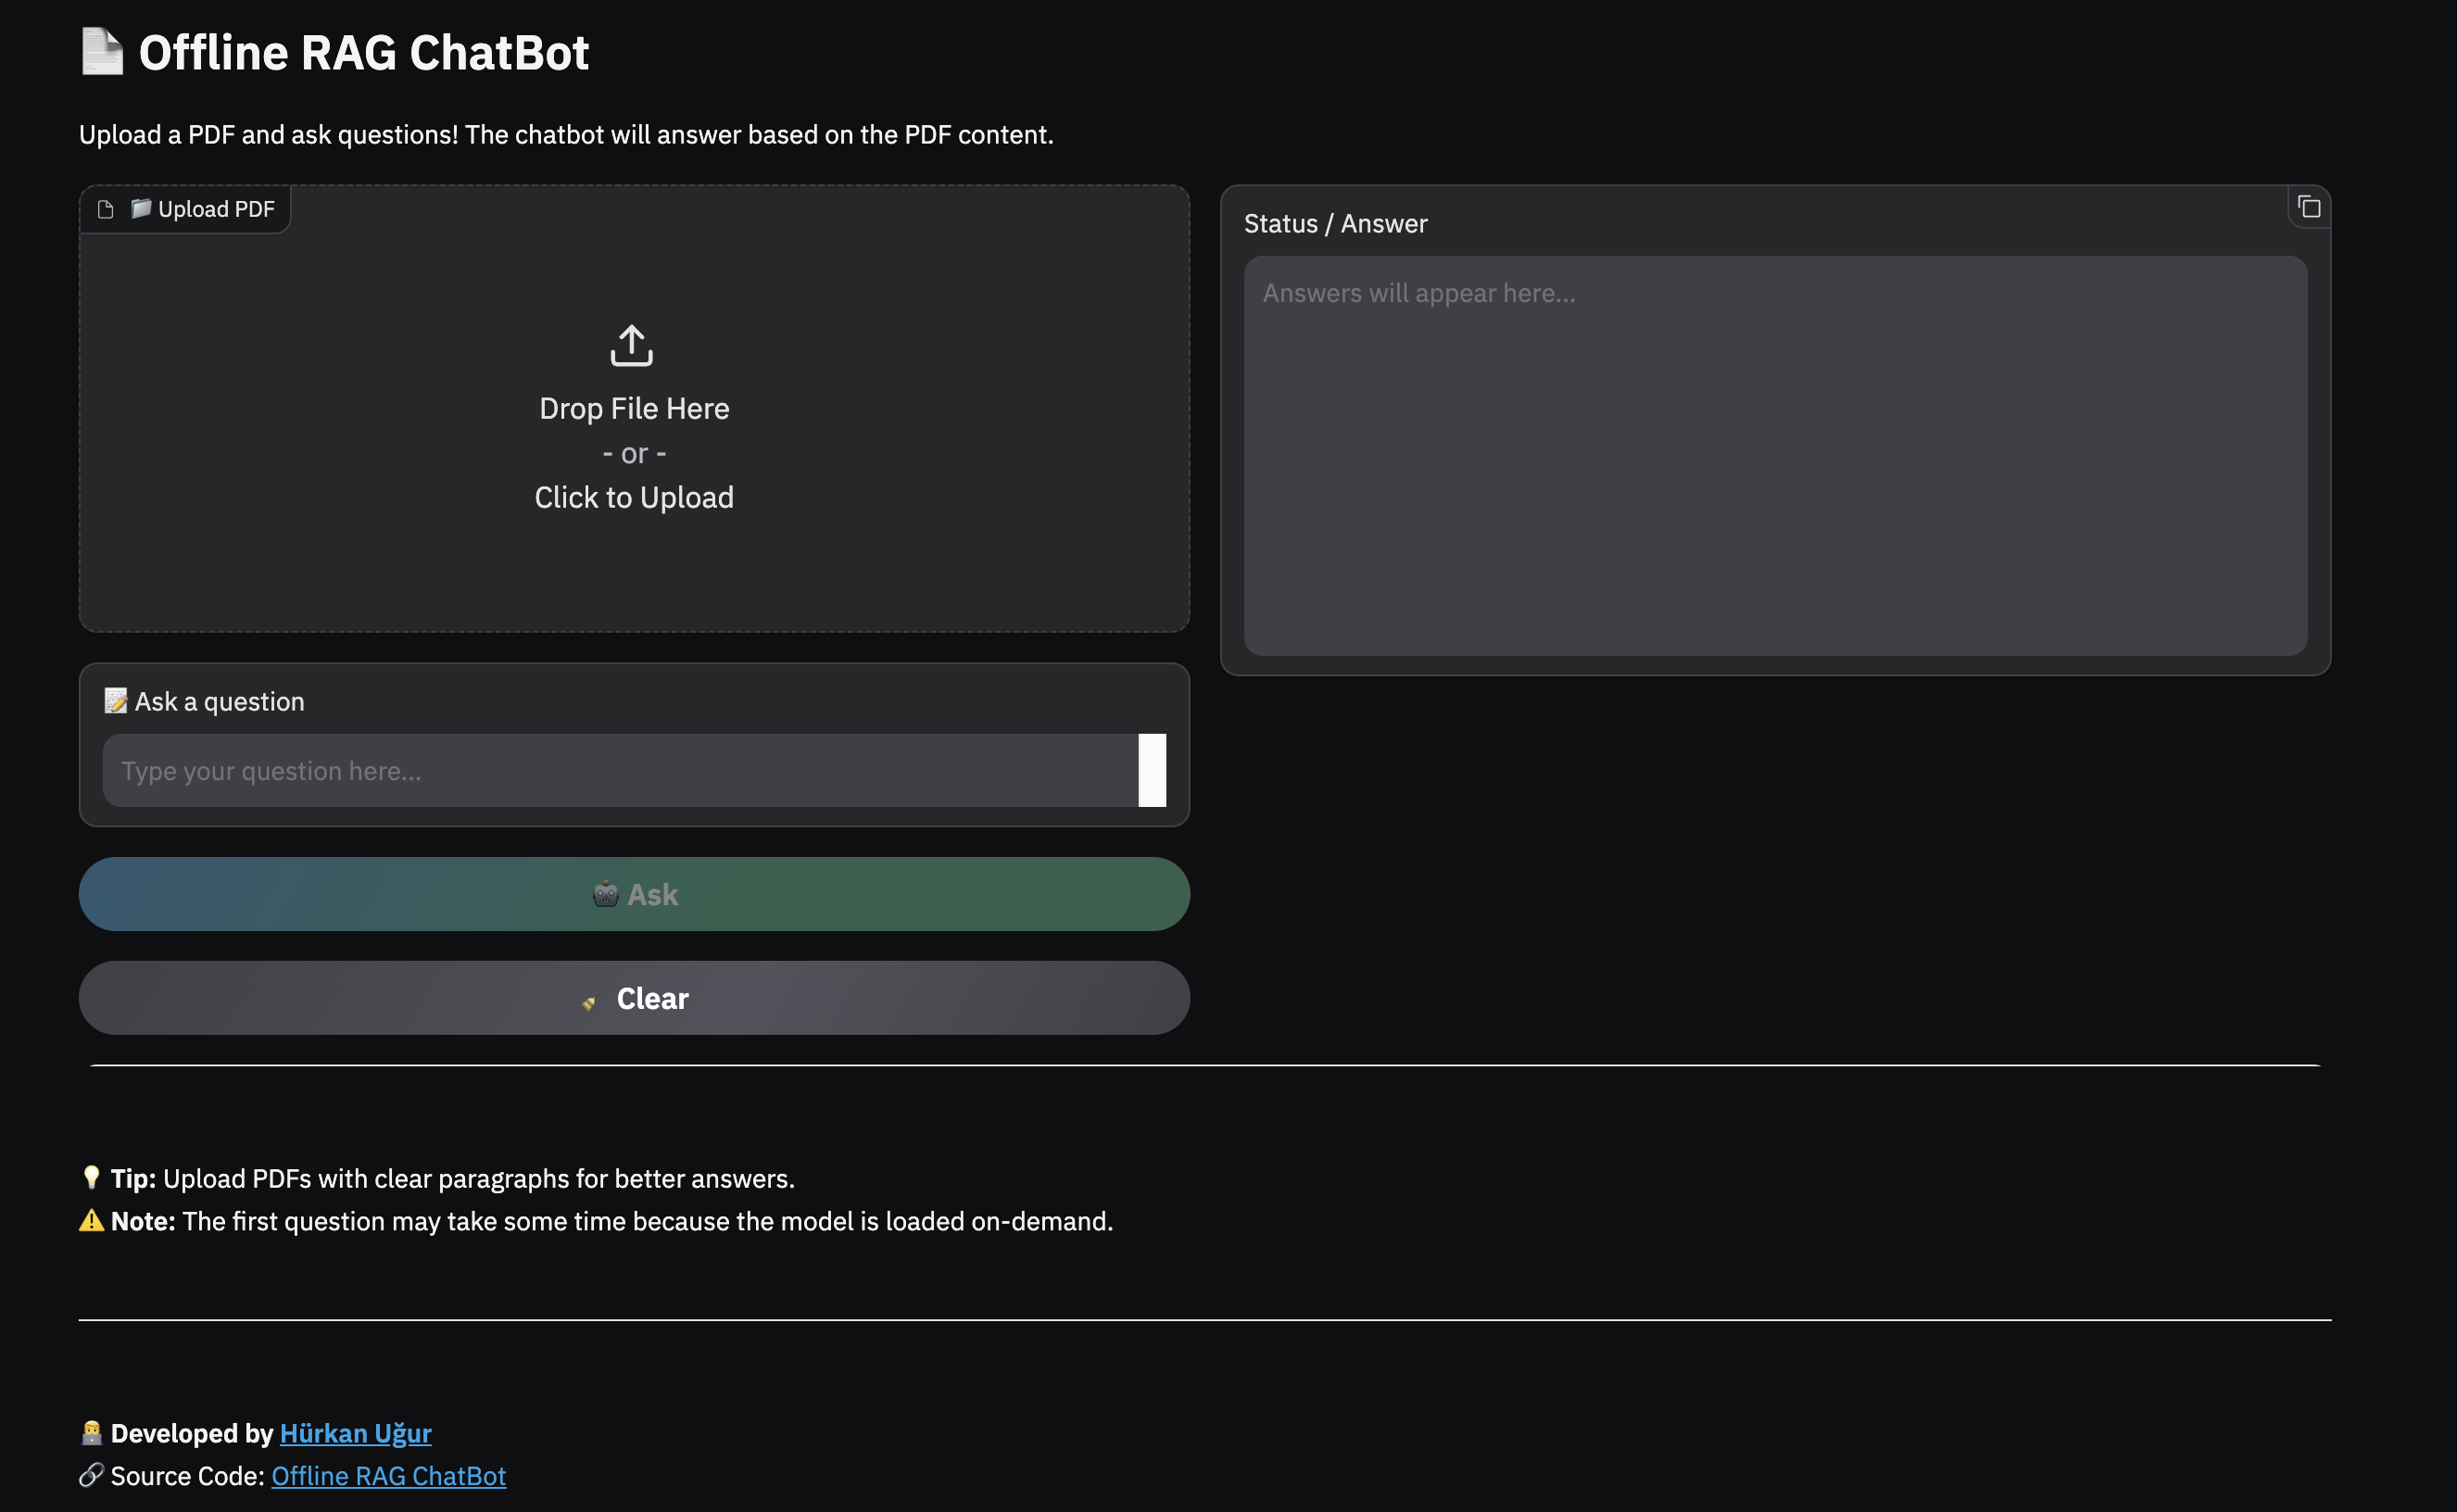 📄 Offline RAG ChatBot
Upload a PDF and ask questions! The chatbot will answer based on the PDF content.
📁 Upload PDF
Drop File Here
- or -
Click to Upload
Status / Answer
Answers will appear here...
📝 Ask a question
Type your question here...
🤖 Ask
🧹 Clear
💡 Tip: Upload PDFs with clear paragraphs for better answers.
⚠️ Note: The first question may take some time because the model is loaded on-demand.
👨‍💻 Developed by Hürkan Uğur
🔗 Source Code: Offline RAG ChatBot